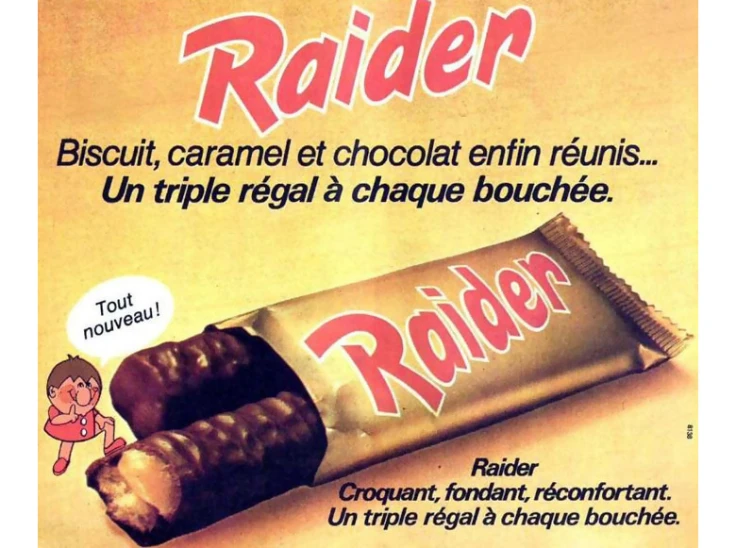 Raider
Biscuit, caramel et chocolat enfin réunis...
Un triple régal à chaque bouchée.
Tout
nouveau!
Raider
Raider
Croquant, fondant, réconfortant.
Un triple régal à chaque bouchée.